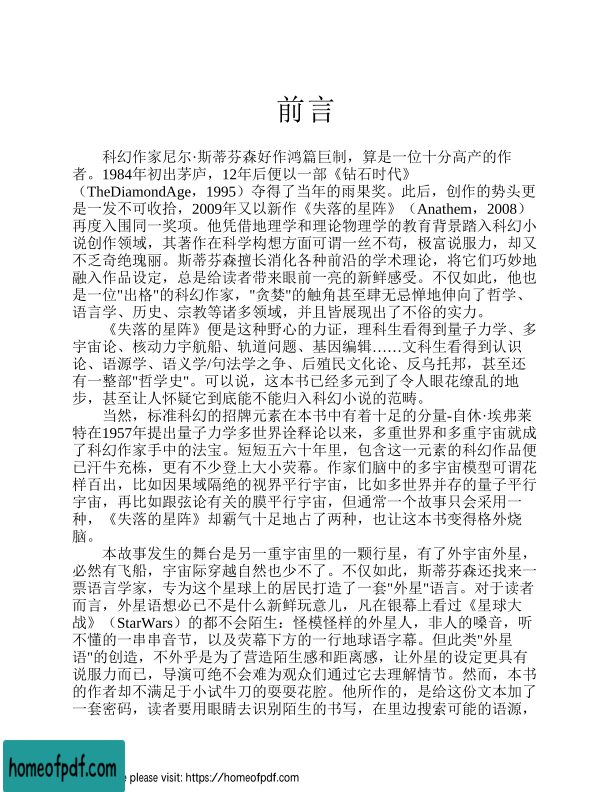 前言
科幻作家尼尔·斯蒂芬森好作鸿篇巨制，算是一位十分高产的作
者。1984年初出茅庐，12年后便以一部《钻石时代》
（TheDiamondAge，1995）夺得了当年的雨果奖。此后，创作的势头更
是一发不可收拾，2009年又以新作《失落的星阵》（Anathem，2008）
再度入围同一奖项。他凭借地理学和理论物理学的教育背景踏入科幻小
说创作领域，其著作在科学构想方面可谓一丝不苟，极富说服力，却又
不乏奇绝瑰丽。斯蒂芬森擅长消化各种前沿的学术理论，将它们巧妙地
融入作品设定，总是给读者带来眼前一亮的新鲜感受。不仅如此，他也
是一位"出格"的科幻作家，"贪婪"的触角甚至肆无忌惮地伸向了哲学、
语言学、历史、宗教等诸多领域，并且皆展现出了不俗的实力。
《失落的星阵》便是这种野心的力证，理科生看得到量子力学、多
宇宙论、核动力宇航船、轨道问题、基因编辑……文科生看得到认识
论、语源学、语义学/句法学之争、后殖民文化论、反乌托邦，甚至还
有一整部"哲学史"。可以说，这本书已经多元到了令人眼花缭乱的地
步，甚至让人怀疑它到底能不能归入科幻小说的范畴。
当然，标准科幻的招牌元素在本书中有着十足的分量-自休·埃弗莱
特在1957年提出量子力学多世界诠释论以来，多重世界和多重宇宙就成
了科幻作家手中的法宝。短短五六十年里，包含这一元素的科幻作品便
已汗牛充栋，更有不少登上大小荧幕。作家们脑中的多宇宙模型可谓花
样百出，比如因果域隔绝的视界平行宇宙，比如多世界并存的量子平行
宇宙，再比如跟弦论有关的膜平行宇宙，但通常一个故事只会采用一
种，《失落的星阵》却霸气十足地占了两种，也让这本书变得格外烧
脑。
本故事发生的舞台是另一重宇宙里的一颗行星，有了外宇宙外星，
必然有飞船，宇宙际穿越自然也少不了。不仅如此，斯蒂芬森还找来一
票语言学家，专为这个星球上的居民打造了一套"外星"语言。对于读者
而言，外星语想必已不是什么新鲜玩意儿，凡在银幕上看过《星球大
战》（StarWars）的都不会陌生：怪模怪样的外星人，非人的嗓音，听
不懂的一串串音节，以及荧幕下方的一行地球语字幕。但此类"外星
语"的创造，不外乎是为了营造陌生感和距离感，让外星的设定更具有
说服力而已，导演可绝不会难为观众们通过它去理解情节。然而，本书
的作者却不满足于小试牛刀的耍耍花腔。他所作的，是给这份文本加了
一套密码，读者要用眼睛去识别陌生的书写，在里边搜索可能的语源，
homeofpdf.com
e please visit: https://homeofpdf.com